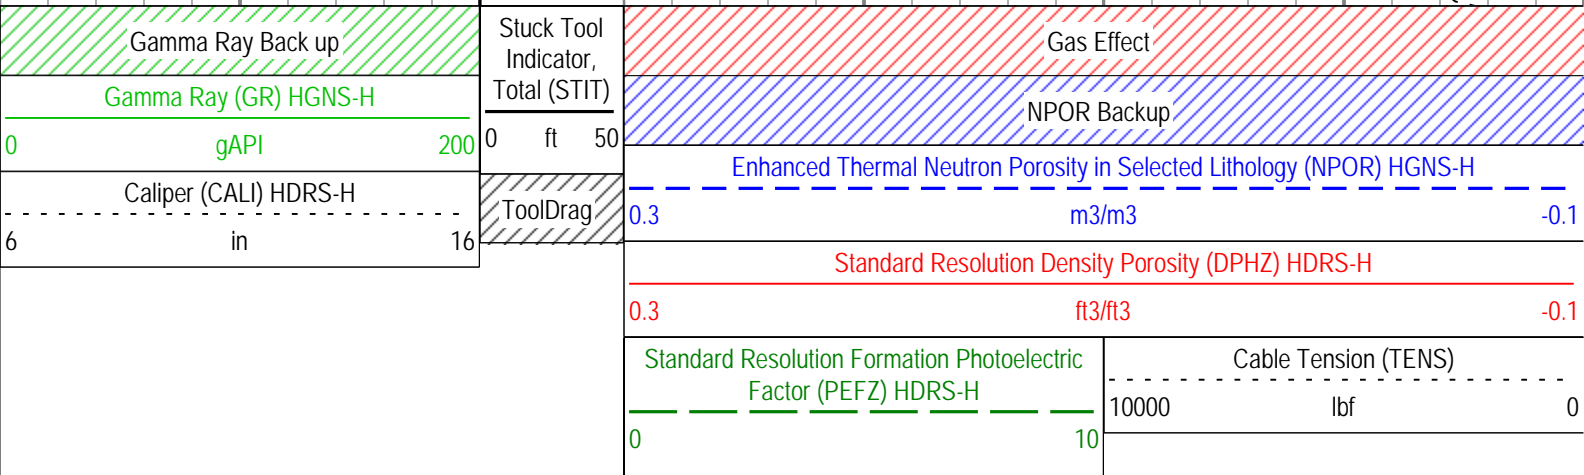 Gamma Ray Back up
Gamma Ray (GR) HGNS-H
0 gAPI 200
Caliper (CALI) HDRS-H
6 in 16
Stuck Tool
Indicator,
Total (STIT)
0 ft 50
ToolDrag
Gas Effect
NPOR Backup
Enhanced Thermal Neutron Porosity in Selected Lithology (NPOR) HGNS-H
0.3 m3/m3 -0.1
Standard Resolution Density Porosity (DPHZ) HDRS-H
0.3 ft3/ft3 -0.1
Standard Resolution Formation Photoelectric
Factor (PEFZ) HDRS-H
0 10
Cable Tension (TENS)
10000 lbf 0